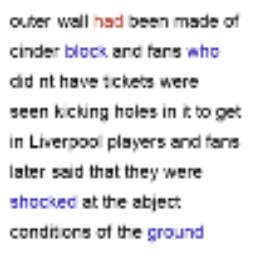 outer wall had been made of
cinder block and fans who
did nt have tickets were
seen kicking holes in it to get
in Liverpool players and fans
later said that they were
shocked at the abject
conditions of the ground